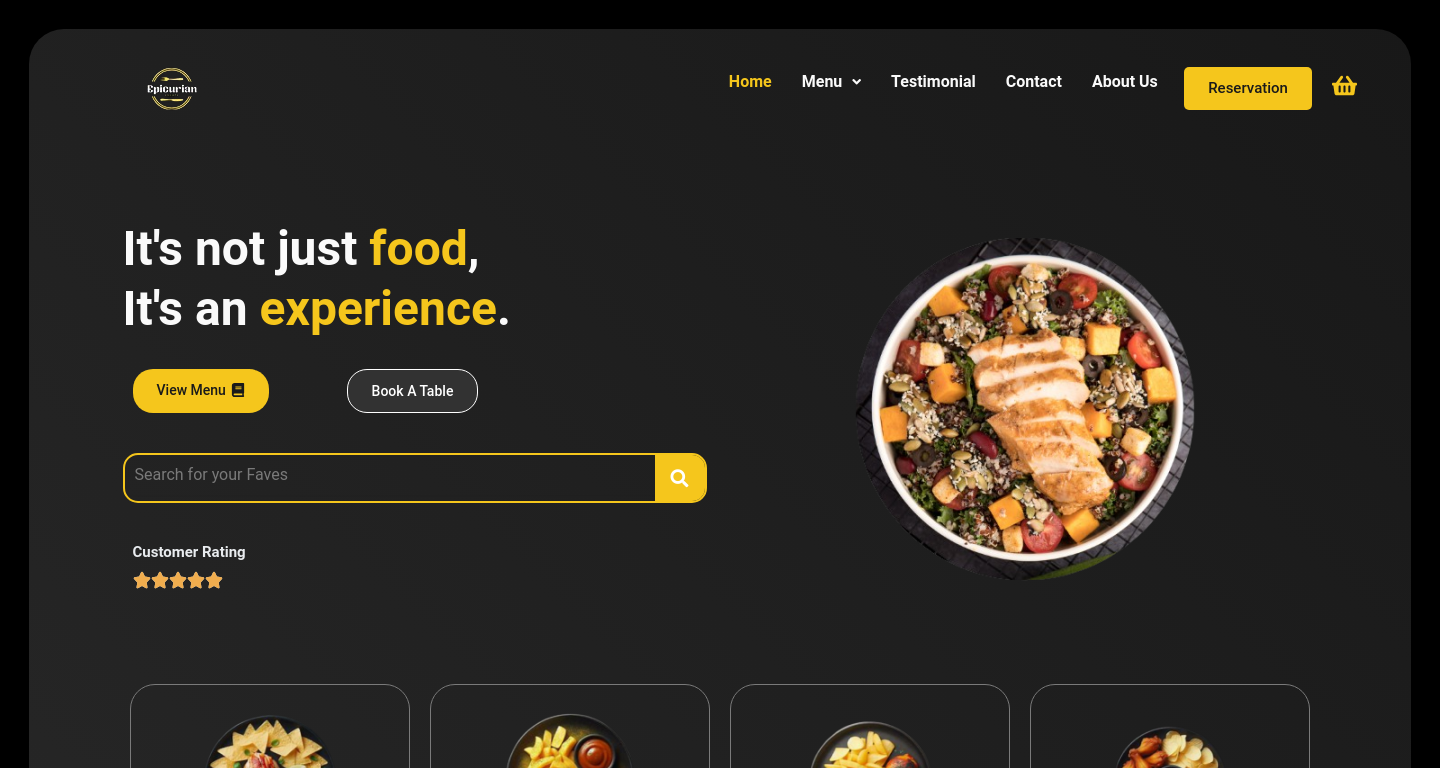 Epicurian
Home
Menu
Testimonial
Contact
About Us
Reservation
It's not just food,
It's an experience.
View Menu
Book A Table
Search for your Faves
Customer Rating